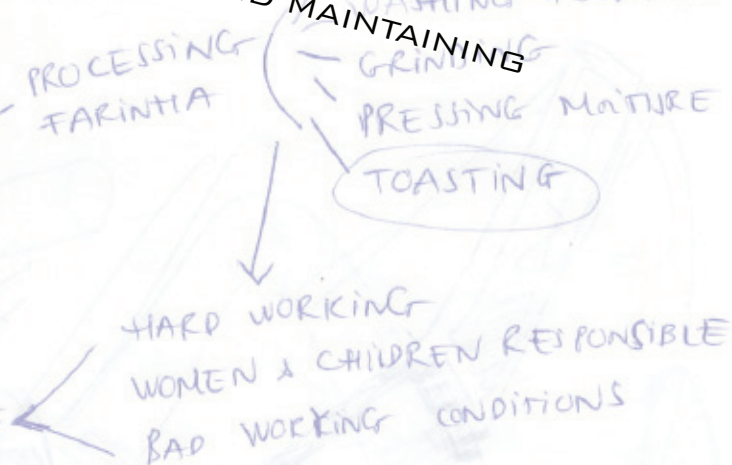 MAINTAINING
PROCESSING
FARINHA
GRINDING
PRESSING MOITURE
TOASTING
HARD WORKING
WOMEN & CHILDREN RESPONSIBLE
BAD WORKING CONDITIONS